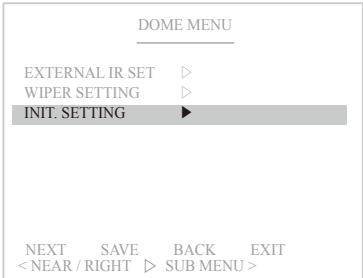 DOME MENU
EXTERNAL IR SET ▷
WIPER SETTING ▷
INIT. SETTING ▶
NEXT SAVE BACK EXIT
< NEAR / RIGHT ▷ SUB MENU >